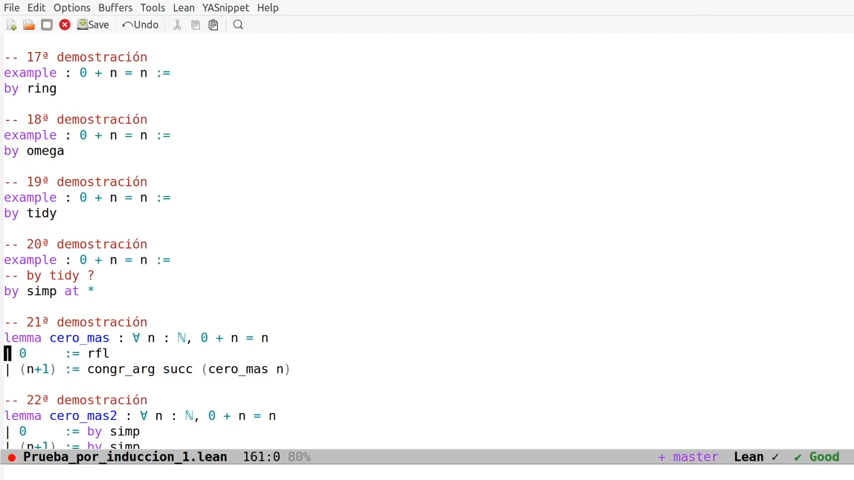 File Edit Options Buffers Tools Lean YASnippet Help
Save Undo
-- 17ª demostración
example : 0 + n = n :=
by ring
-- 18ª demostración
example : 0 + n = n :=
by omega
-- 19ª demostración
example : 0 + n = n :=
by tidy
-- 20ª demostración
example : 0 + n = n :=
-- by tidy ?
by simp at *
-- 21ª demostración
lemma cero_mas : ∀ n : ℕ, 0 + n = n
| 0 := rfl
| (n+1) := congr_arg succ (cero_mas n)
-- 22ª demostración
lemma cero_mas2 : ∀ n : ℕ, 0 + n = n
| 0 := by simp
| (n+1) := by simp
Prueba_por_induccion_1.lean 161:0 80% + master Lean ✓ ✔ Good